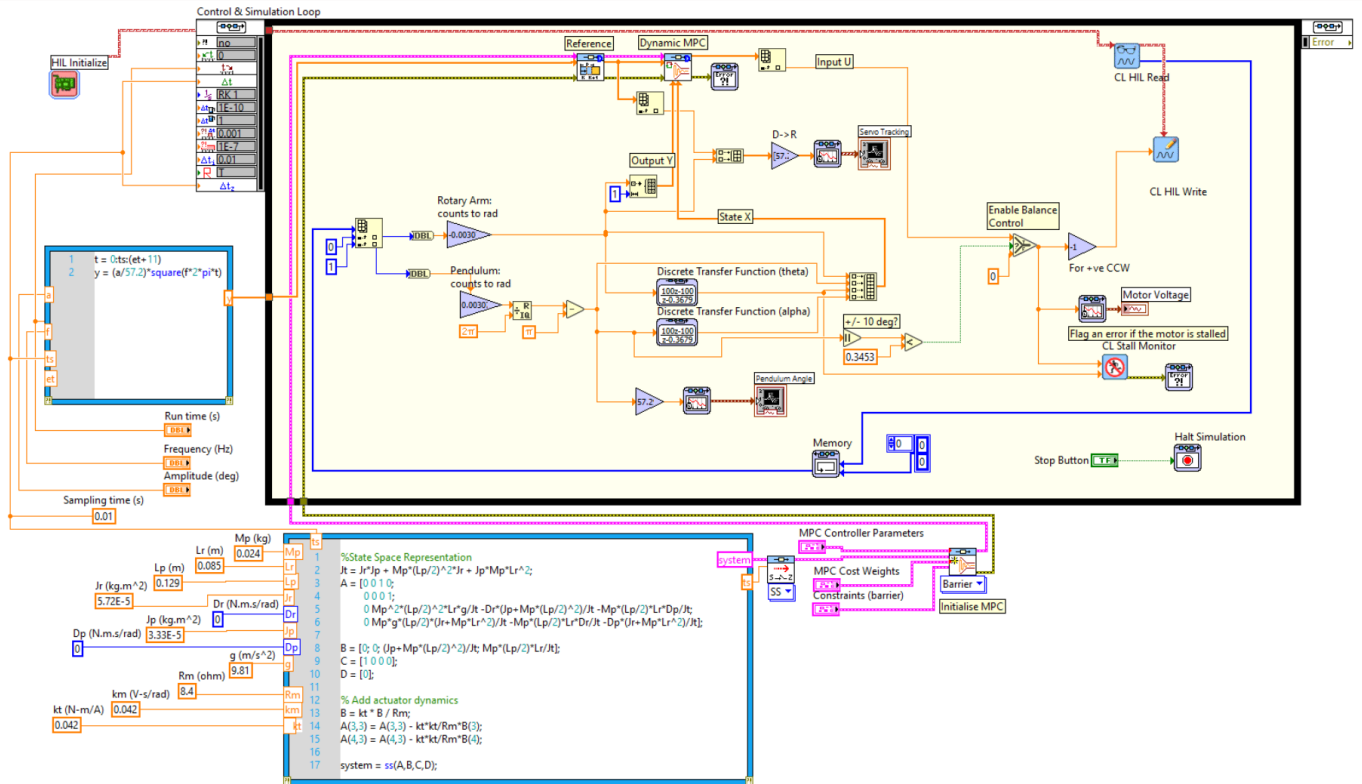 Control & Simulation Loop
no
0
Δt
RK 1
1E-10
1
0.001
1E-7
0.01
T
Error
HIL Initialize
Reference
Dynamic MPC
Error
?!
Input U
CL HIL Read
CL HIL Write
D->R
Servo Tracking
Output Y
1
State X
Rotary Arm:
counts to rad
0
1
DBL
-0.0030
DBL
Pendulum:
counts to rad
0.0030
2π
R
IQ
π
-
Discrete Transfer Function (theta)
100z-100
z-0.3679
Discrete Transfer Function (alpha)
100z-100
z-0.3679
+/- 10 deg?
0.3453
<
Enable Balance
Control
0
-1
For +ve CCW
Motor Voltage
Flag an error if the motor is stalled
CL Stall Monitor
Error
?!
57.2
Pendulum Angle
Memory
0
0
0
Stop Button
TF
Halt Simulation
1 t = 0:ts:(et+11)
2 y = (a/57.2)*square(f*2*pi*t)
a
f
ts
et
y
Run time (s)
DBL
Frequency (Hz)
DBL
Amplitude (deg)
DBL
Sampling time (s)
0.01
Mp (kg)
0.024
Lr (m)
0.085
Lp (m)
0.129
Jr (kg.m^2)
5.72E-5
Dr (N.m.s/rad)
0
Jp (kg.m^2)
3.33E-5
Dp (N.m.s/rad)
0
g (m/s^2)
9.81
Rm (ohm)
8.4
km (V-s/rad)
0.042
kt (N-m/A)
0.042
ts
Mp
Lr
Lp
Jr
Dr
Jp
Dp
g
Rm
km
kt
1 %State Space Representation
2 Jt = Jr*Jp + Mp*(Lp/2)^2*Jr + Jp*Mp*Lr^2;
3 A = [0 0 1 0;
4 0 0 0 1;
5 0 Mp^2*(Lp/2)^2*Lr*g/Jt -Dr*(Jp+Mp*(Lp/2)^2)/Jt -Mp*(Lp/2)*Lr*Dp/Jt;
6 0 Mp*g*(Lp/2)*(Jr+Mp*Lr^2)/Jt -Mp*(Lp/2)*Lr*Dr/Jt -Dp*(Jr+Mp*Lr^2)/Jt];
7
8 B = [0; 0; (Jp+Mp*(Lp/2)^2)/Jt; Mp*(Lp/2)*Lr/Jt];
9 C = [1 0 0 0];
10 D = [0];
11
12 % Add actuator dynamics
13 B = kt * B / Rm;
14 A(3,3) = A(3,3) - kt*kt/Rm*B(3);
15 A(4,3) = A(4,3) - kt*kt/Rm*B(4);
16
17 system = ss(A,B,C,D);
system
ts
SS
MPC Controller Parameters
MPC Cost Weights
Constraints (barrier)
Barrier
Initialise MPC